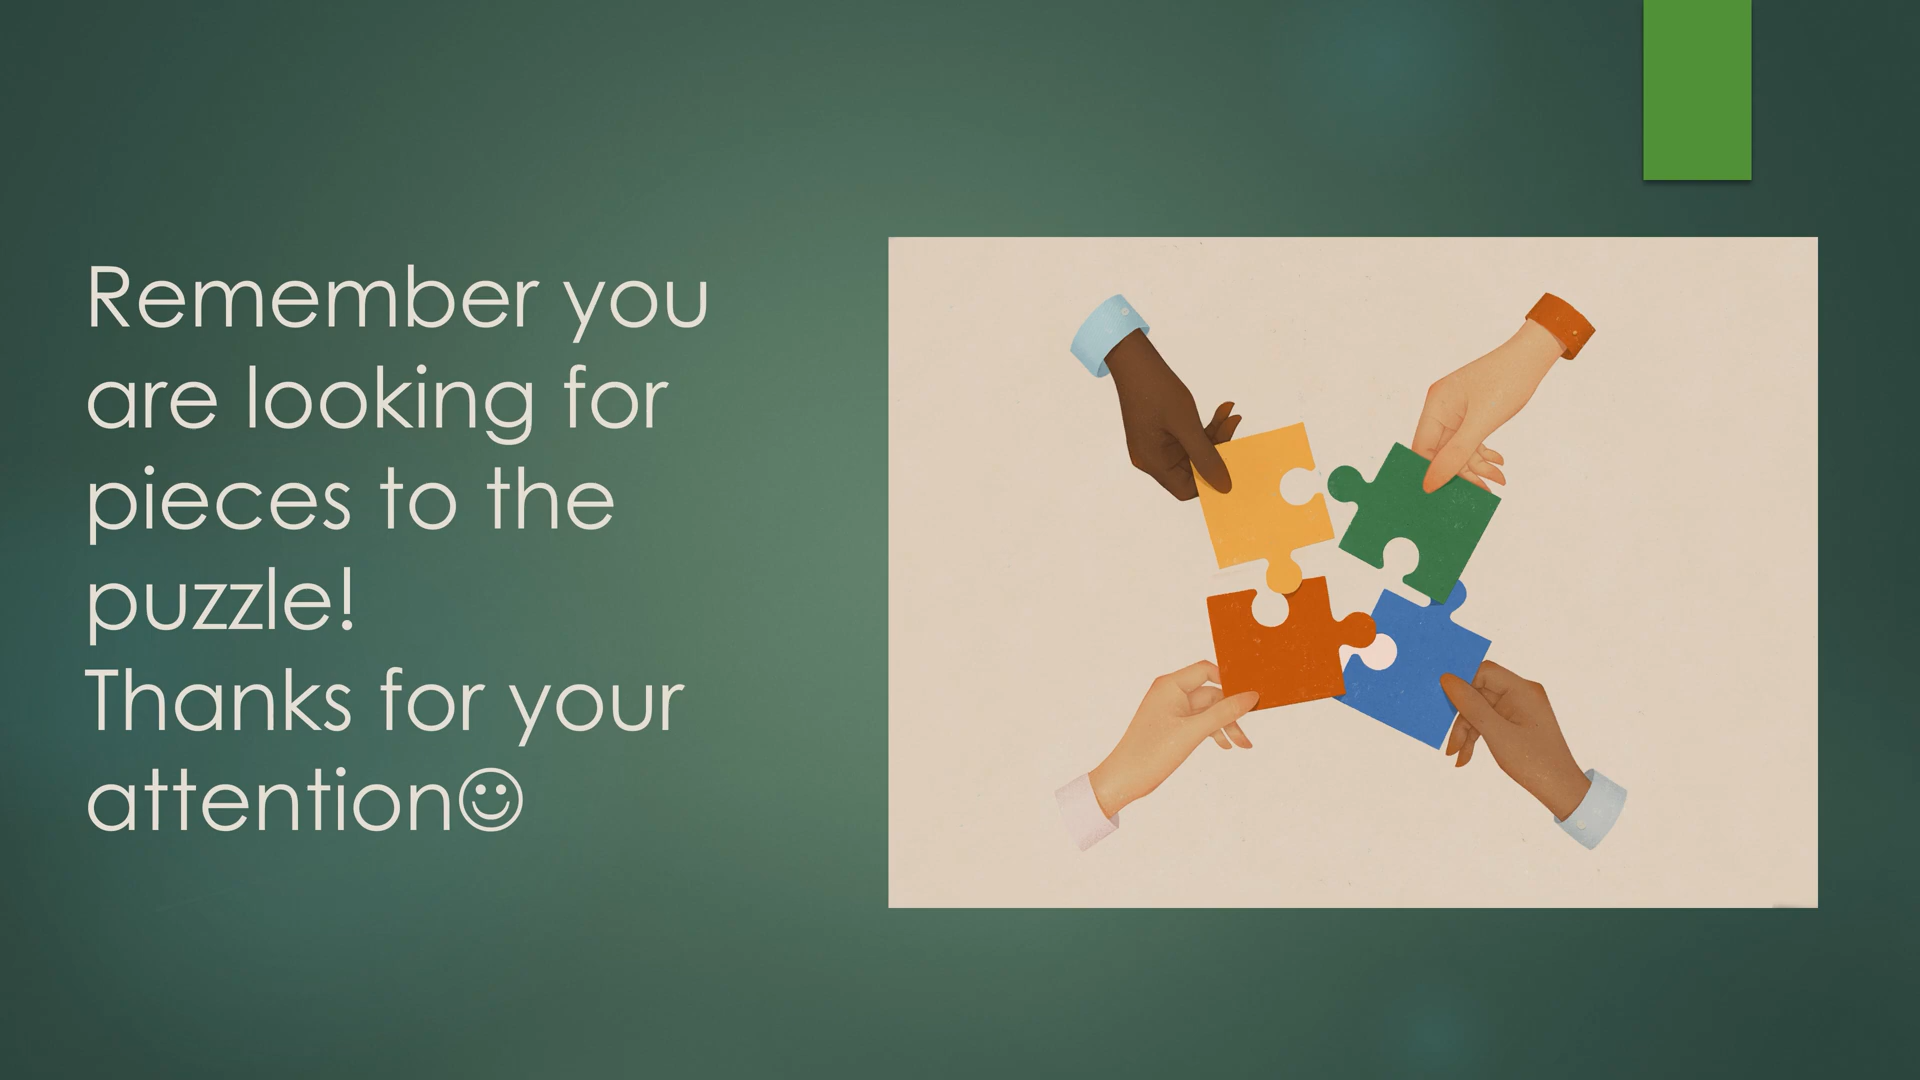 Remember you
are looking for
pieces to the
puzzle!
Thanks for your
attention☺